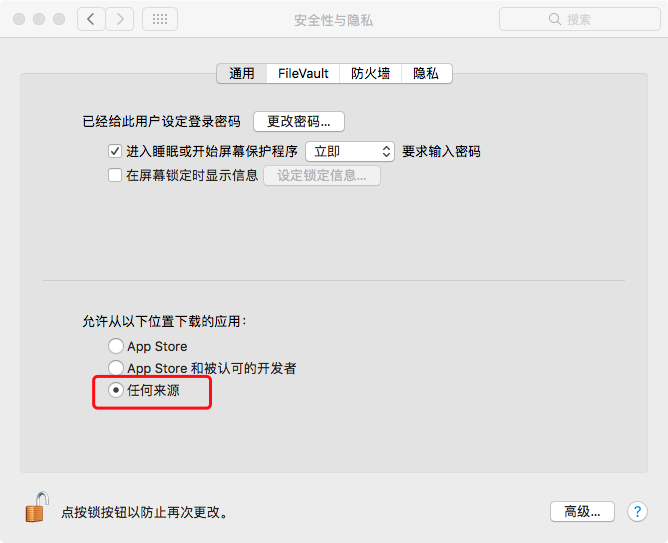 安全性与隐私
搜索
通用 FileVault 防火墙 隐私
已经给此用户设定登录密码 更改密码...
进入睡眠或开始屏幕保护程序 立即 要求输入密码
在屏幕锁定时显示信息 设定锁定信息...
允许从以下位置下载的应用：
App Store
App Store 和被认可的开发者
任何来源
点按锁按钮以防止再次更改。
高级... ?